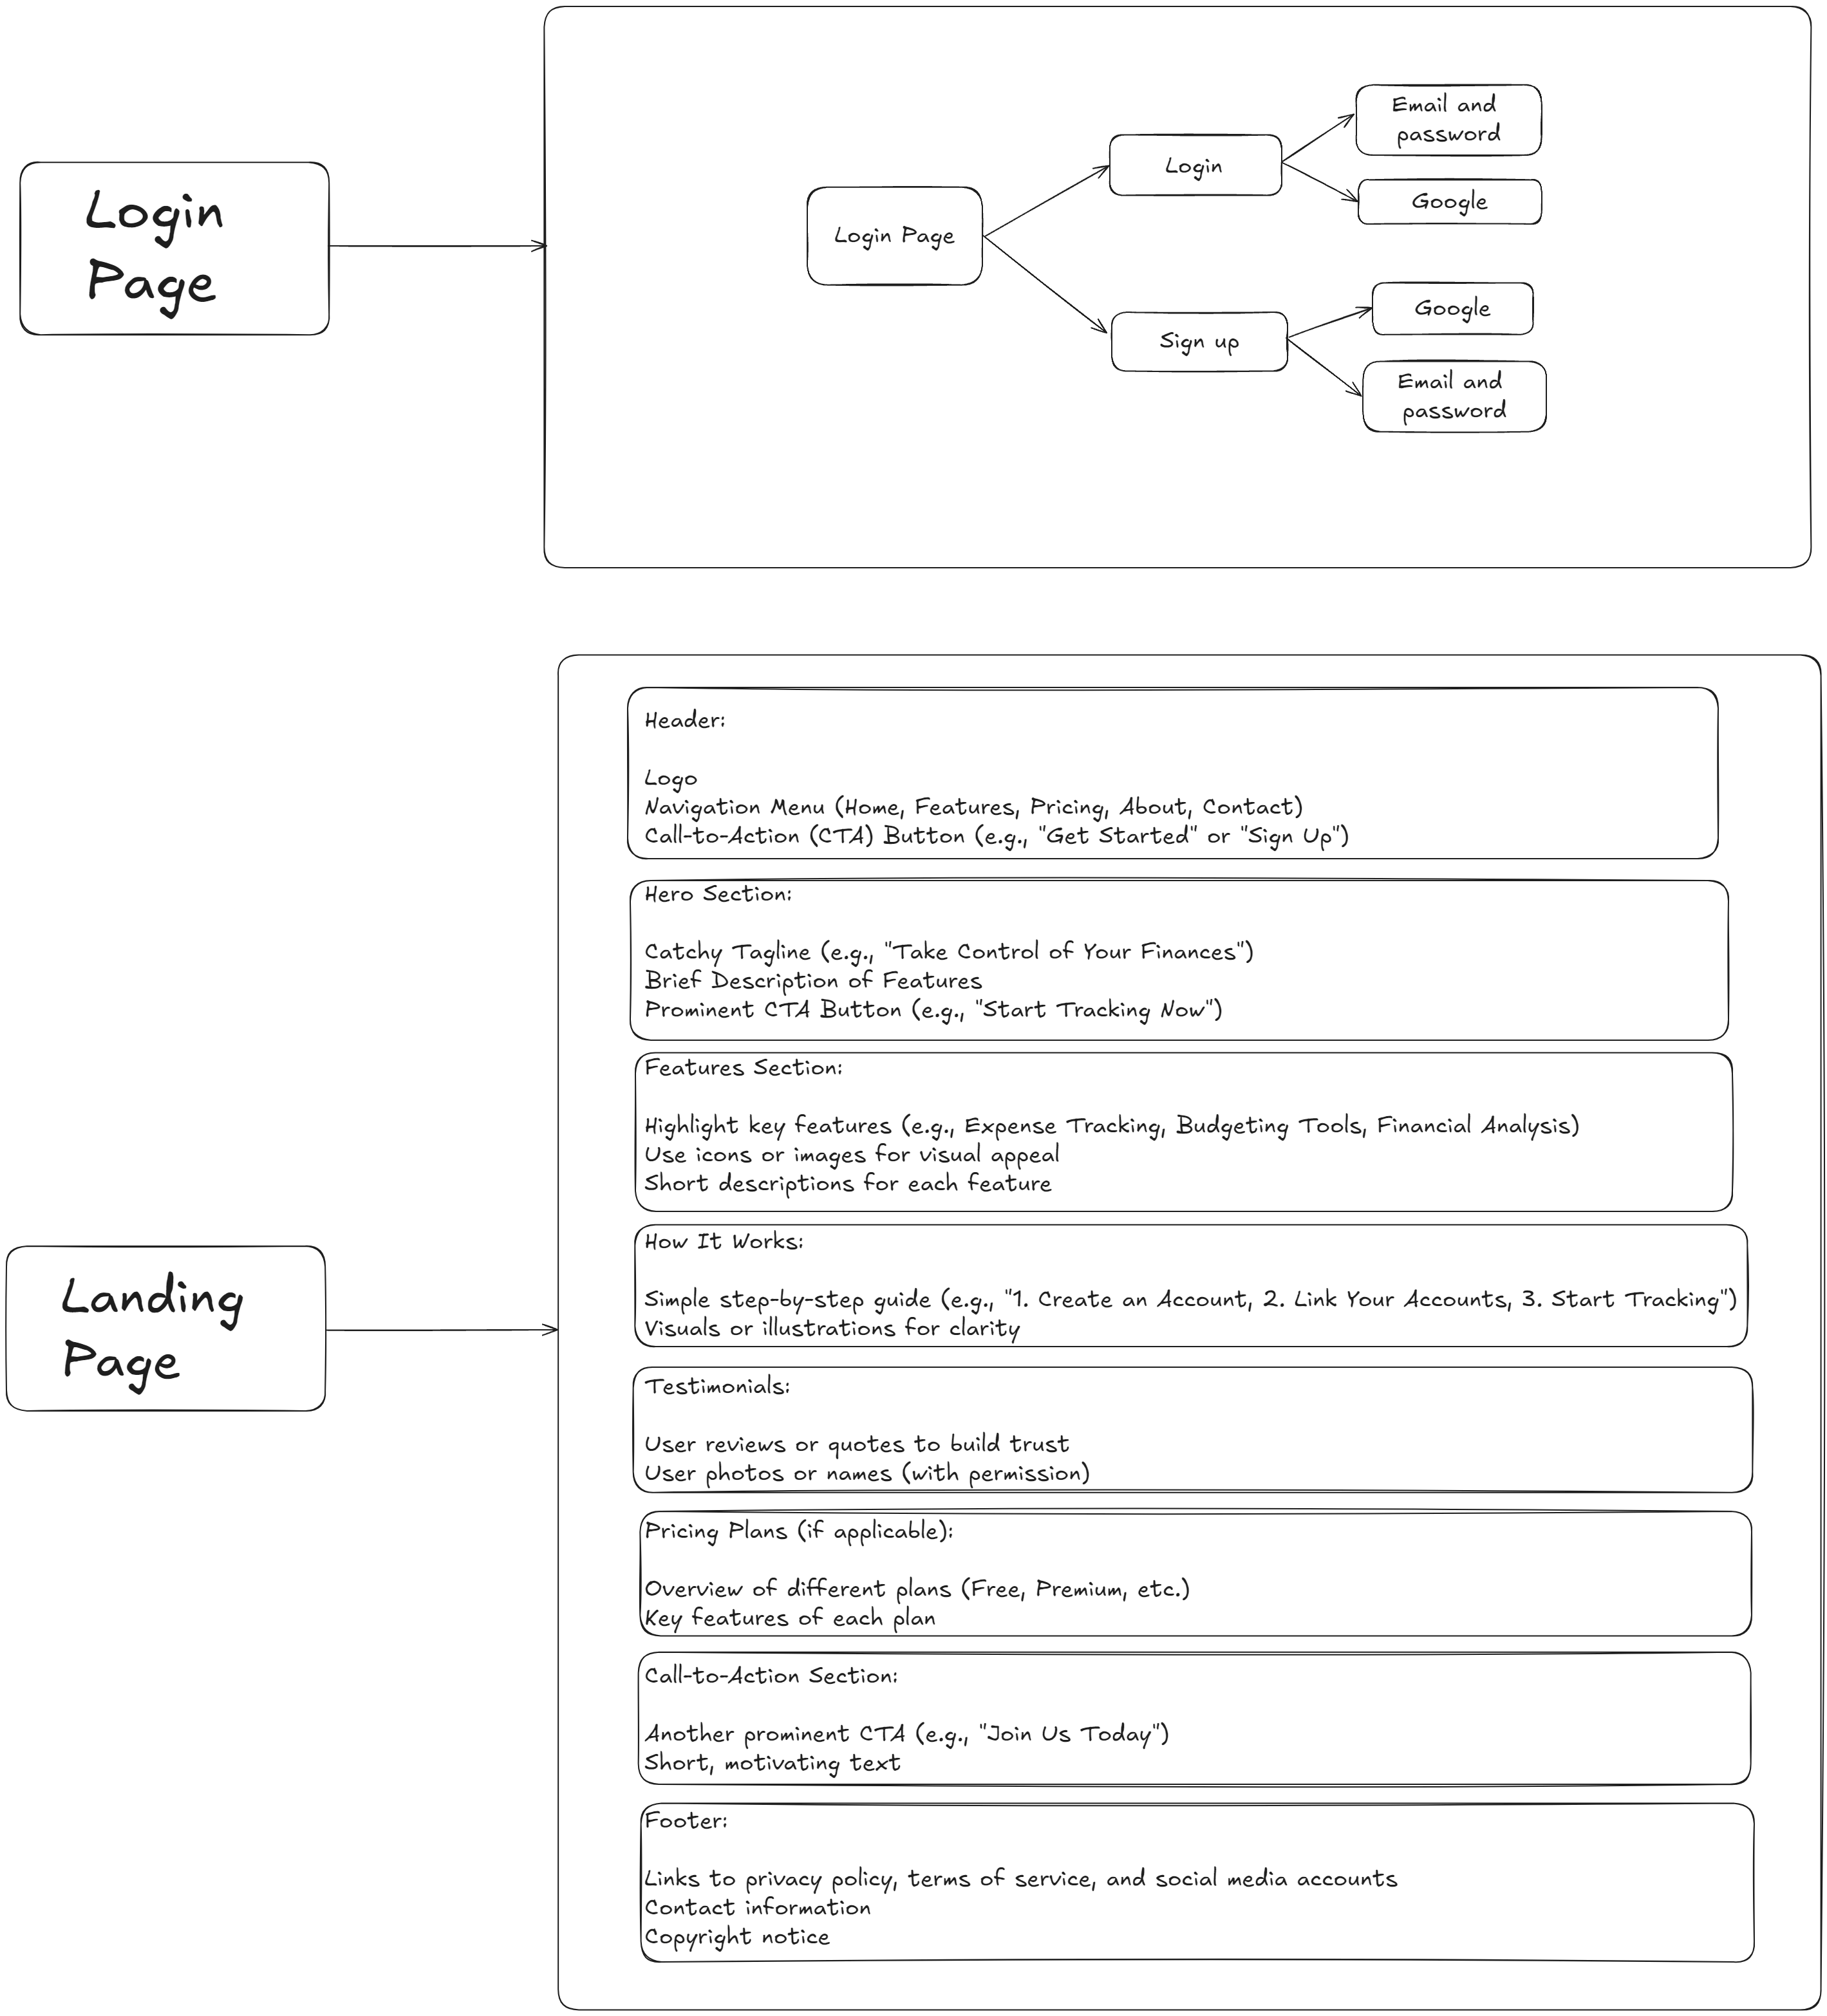 Login
Page
Login Page
Login
Email and
password
Google
Sign up
Google
Email and
password
Landing
Page
Header:
Logo
Navigation Menu (Home, Features, Pricing, About, Contact)
Call-to-Action (CTA) Button (e.g., "Get Started" or "Sign Up")
Hero Section:
Catchy Tagline (e.g., "Take Control of Your Finances")
Brief Description of Features
Prominent CTA Button (e.g., "Start Tracking Now")
Features Section:
Highlight key features (e.g., Expense Tracking, Budgeting Tools, Financial Analysis)
Use icons or images for visual appeal
Short descriptions for each feature
How It Works:
Simple step-by-step guide (e.g., "1. Create an Account, 2. Link Your Accounts, 3. Start Tracking")
Visuals or illustrations for clarity
Testimonials:
User reviews or quotes to build trust
User photos or names (with permission)
Pricing Plans (if applicable):
Overview of different plans (Free, Premium, etc.)
Key features of each plan
Call-to-Action Section:
Another prominent CTA (e.g., "Join Us Today")
Short, motivating text
Footer:
Links to privacy policy, terms of service, and social media accounts
Contact information
Copyright notice